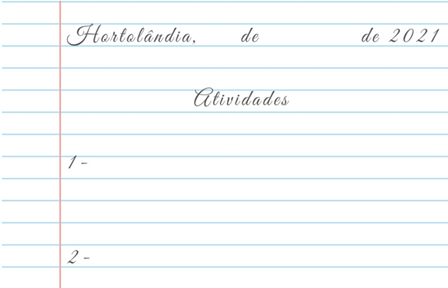 Hortolândia, de de 2021
Atividades
1 -
2 -